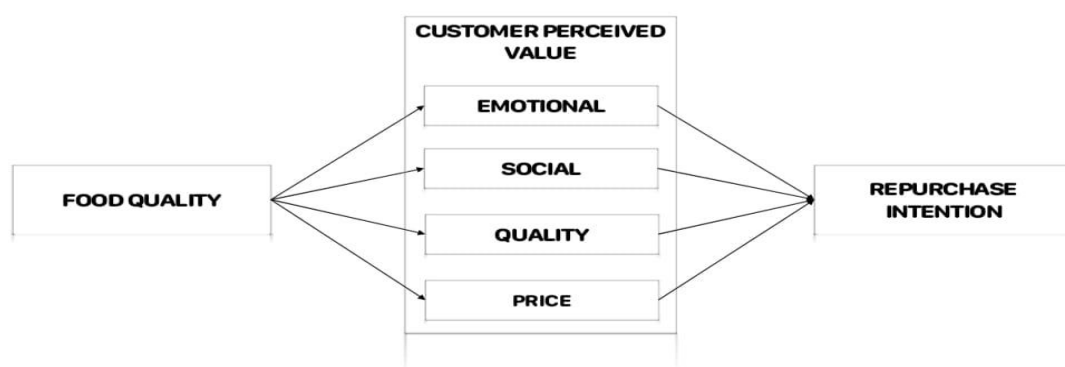 CUSTOMER PERCEIVED
VALUE
EMOTIONAL
SOCIAL
FOOD QUALITY
REPURCHASE
INTENTION
QUALITY
PRICE